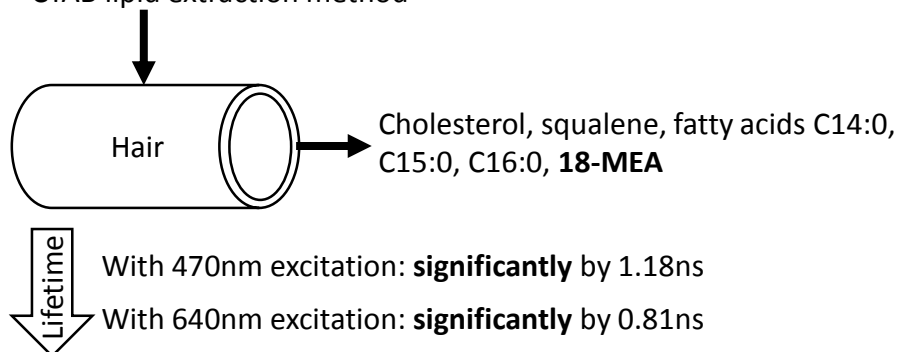 lipid extraction method
Hair
Cholesterol, squalene, fatty acids C14:0,
C15:0, C16:0, 18-MEA
Lifetime
With 470nm excitation: significantly by 1.18ns
With 640nm excitation: significantly by 0.81ns